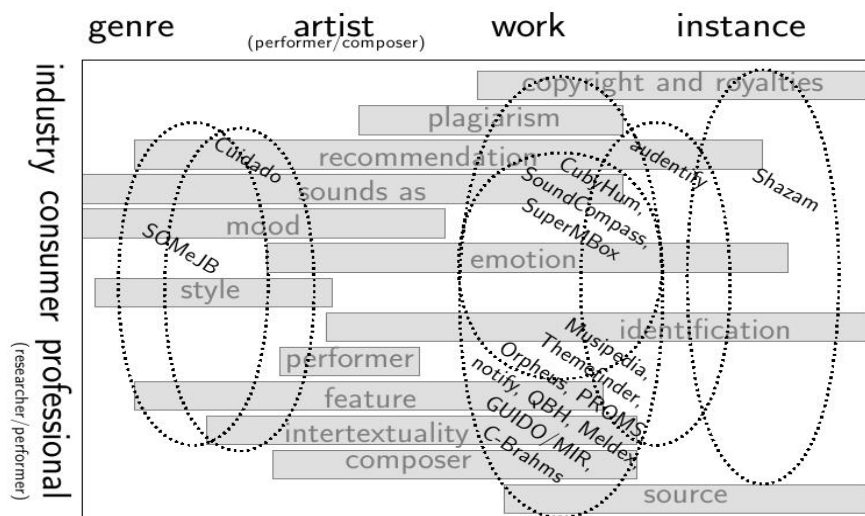 genre artist work instance
(performer/composer)
industry consumer professional
(researcher/performer)
copyright and royalties
plagiarism
recommendation
sounds as
mood
emotion
style
identification
performer
feature
intertextuality
composer
source
Cuidado
SOMeJB
CubyHum,
SoundCompass,
SuperMBox
audentify
Shazam
Musipedia,
Themefinder,
Orpheus, PROMS,
notify, QBH, Meldex,
GUIDO/MIR,
C-Brahms